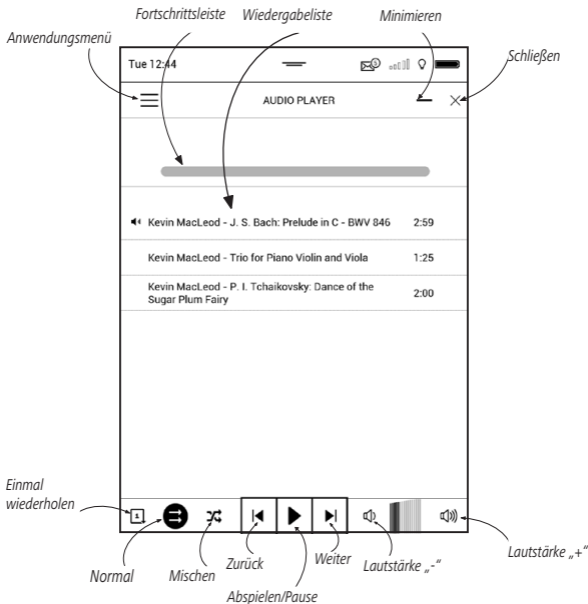 Fortschrittsleiste Wiedergabeliste Minimieren
Anwendungsmenü
Schließen
Tue 12:44
AUDIO PLAYER
Kevin MacLeod - J. S. Bach: Prelude in C - BWV 846 2:59
Kevin MacLeod - Trio for Piano Violin and Viola 1:25
Kevin MacLeod - P. I. Tchaikovsky: Dance of the
Sugar Plum Fairy 2:00
Einmal
wiederholen
1
Normal
Mischen
Zurück
Abspielen/Pause
Weiter
Lautstärke „-"
Lautstärke „+"